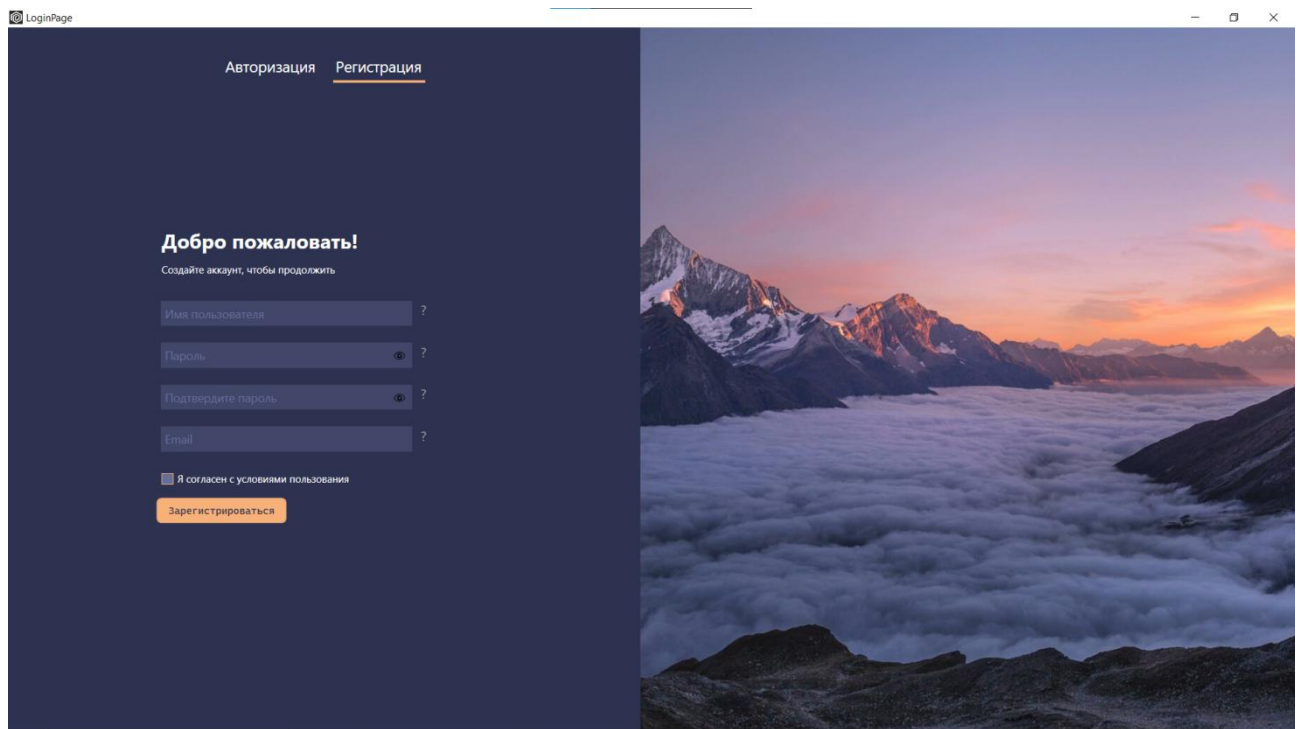 LoginPage
Авторизация Регистрация
Добро пожаловать!
Создайте аккаунт, чтобы продолжить
Имя пользователя ?
Пароль ?
Подтвердите пароль ?
Email ?
Я согласен с условиями пользования
Зарегистрироваться